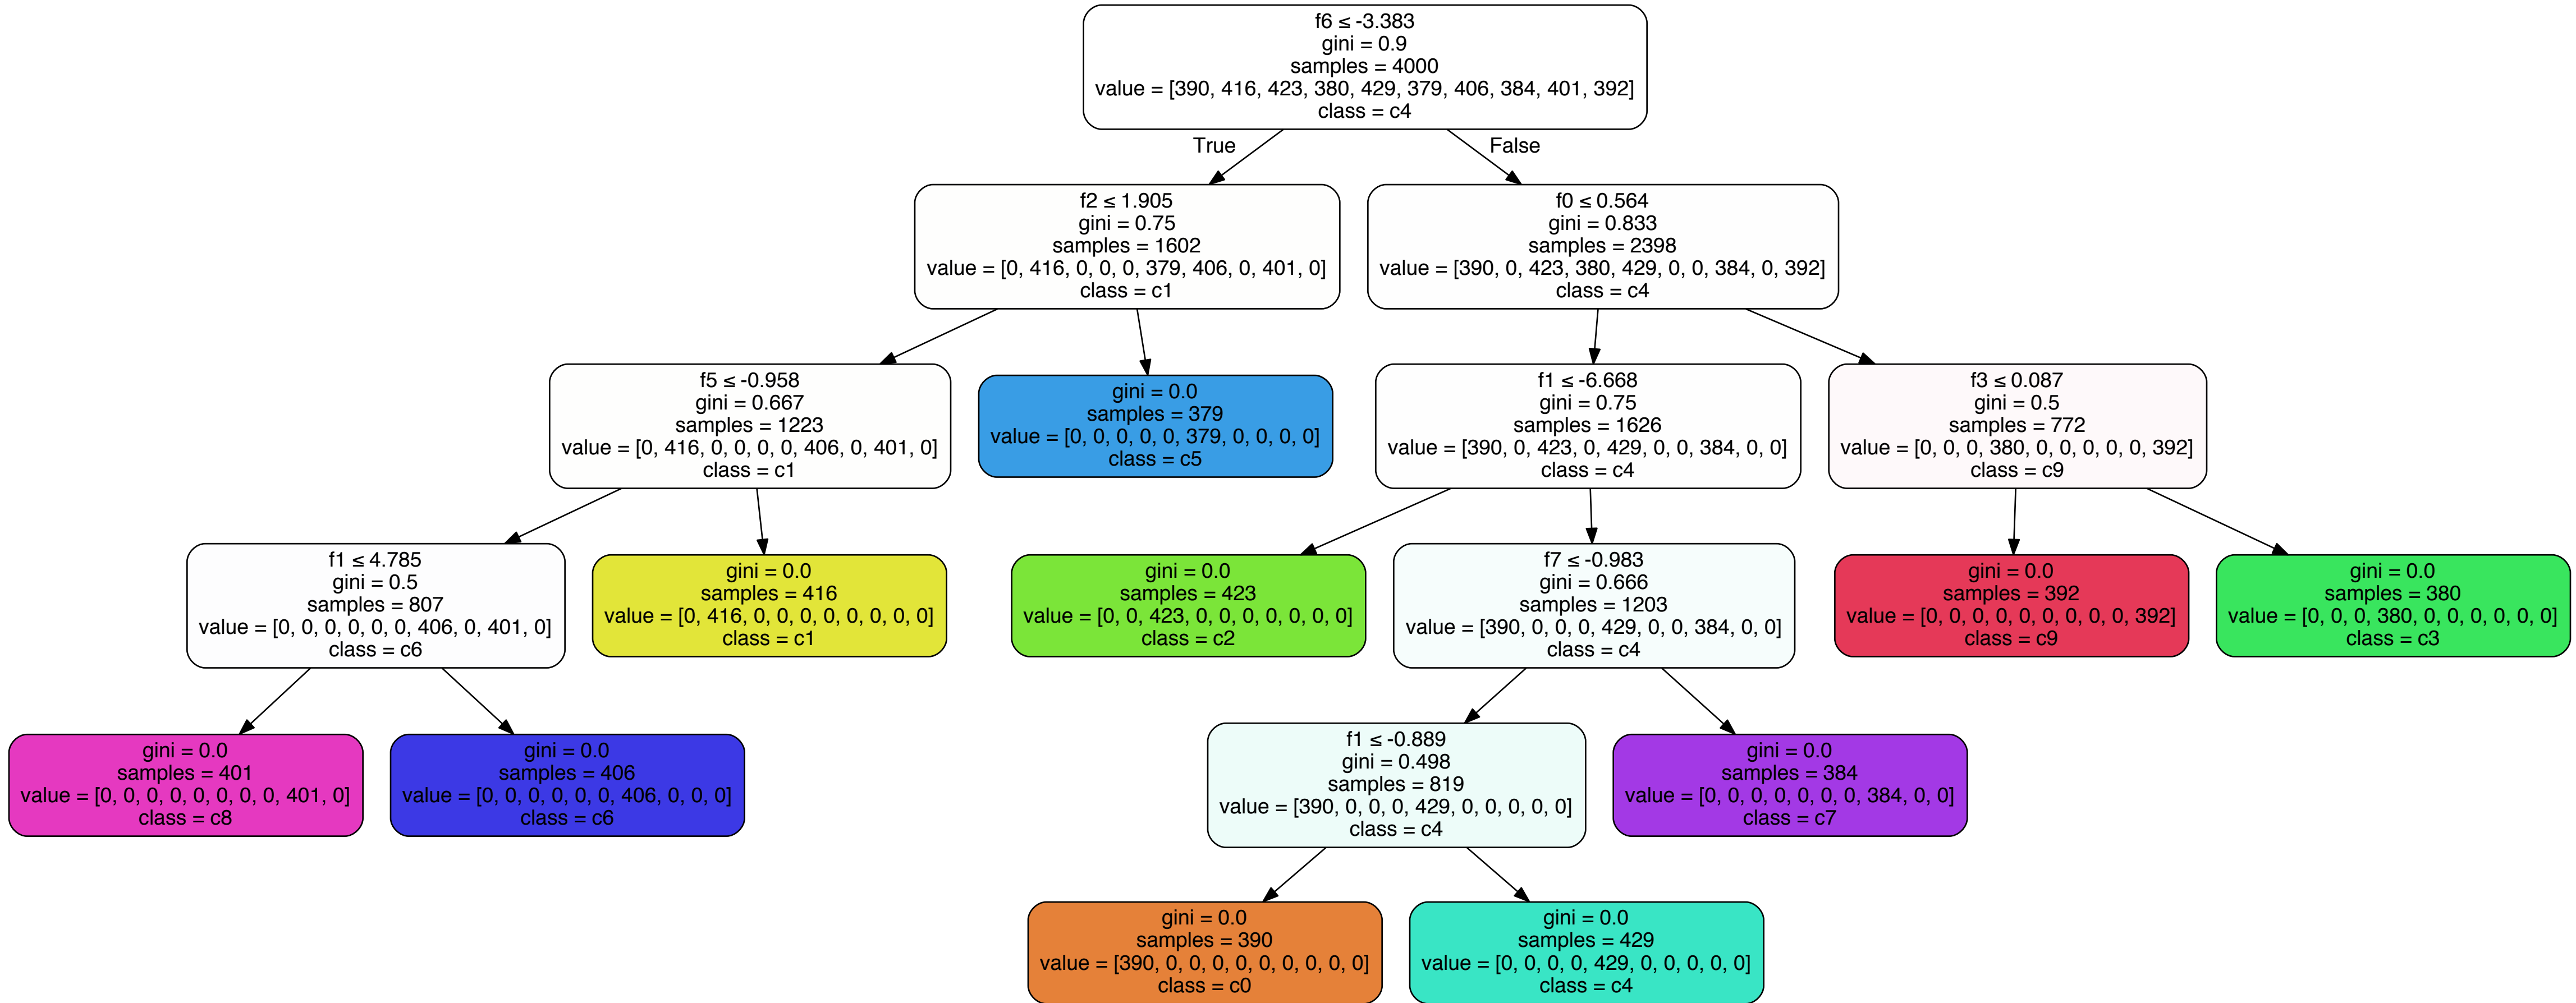 f6 ≤ -3.383
gini = 0.9
samples = 4000
value = [390, 416, 423, 380, 429, 379, 406, 384, 401, 392]
class = c4
True
False
f2 ≤ 1.905
gini = 0.75
samples = 1602
value = [0, 416, 0, 0, 0, 379, 406, 0, 401, 0]
class = c1
f0 ≤ 0.564
gini = 0.833
samples = 2398
value = [390, 0, 423, 380, 429, 0, 0, 384, 0, 392]
class = c4
f5 ≤ -0.958
gini = 0.667
samples = 1223
value = [0, 416, 0, 0, 0, 0, 406, 0, 401, 0]
class = c1
gini = 0.0
samples = 379
value = [0, 0, 0, 0, 0, 379, 0, 0, 0, 0]
class = c5
f1 ≤ -6.668
gini = 0.75
samples = 1626
value = [390, 0, 423, 0, 429, 0, 0, 384, 0, 0]
class = c4
f3 ≤ 0.087
gini = 0.5
samples = 772
value = [0, 0, 0, 380, 0, 0, 0, 0, 0, 392]
class = c9
f1 ≤ 4.785
gini = 0.5
samples = 807
value = [0, 0, 0, 0, 0, 0, 406, 0, 401, 0]
class = c6
gini = 0.0
samples = 416
value = [0, 416, 0, 0, 0, 0, 0, 0, 0, 0]
class = c1
gini = 0.0
samples = 423
value = [0, 0, 423, 0, 0, 0, 0, 0, 0, 0]
class = c2
f7 ≤ -0.983
gini = 0.666
samples = 1203
value = [390, 0, 0, 0, 429, 0, 0, 384, 0, 0]
class = c4
gini = 0.0
samples = 392
value = [0, 0, 0, 0, 0, 0, 0, 0, 0, 392]
class = c9
gini = 0.0
samples = 380
value = [0, 0, 0, 380, 0, 0, 0, 0, 0, 0]
class = c3
gini = 0.0
samples = 401
value = [0, 0, 0, 0, 0, 0, 0, 0, 401, 0]
class = c8
gini = 0.0
samples = 406
value = [0, 0, 0, 0, 0, 0, 406, 0, 0, 0]
class = c6
f1 ≤ -0.889
gini = 0.498
samples = 819
value = [390, 0, 0, 0, 429, 0, 0, 0, 0, 0]
class = c4
gini = 0.0
samples = 384
value = [0, 0, 0, 0, 0, 0, 0, 384, 0, 0]
class = c7
gini = 0.0
samples = 390
value = [390, 0, 0, 0, 0, 0, 0, 0, 0, 0]
class = c0
gini = 0.0
samples = 429
value = [0, 0, 0, 0, 429, 0, 0, 0, 0, 0]
class = c4